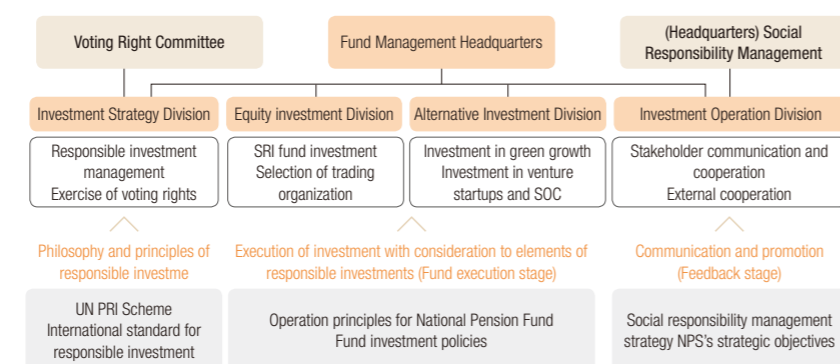 Voting Right Committee
Fund Management Headquarters
(Headquarters) Social
Responsibility Management
Investment Strategy Division
Equity investment Division
Alternative Investment Division
Investment Operation Division
Responsible investment
management
Exercise of voting rights
SRI fund investment
Selection of trading
organization
Investment in green growth
Investment in venture
startups and SOC
Stakeholder communication and
cooperation
External cooperation
Philosophy and principles of
responsible investme
Execution of investment with consideration to elements of
responsible investments (Fund execution stage)
Communication and promotion
(Feedback stage)
UN PRI Scheme
International standard for
responsible investment
Operation principles for National Pension Fund
Fund investment policies
Social responsibility management
strategy NPS's strategic objectives